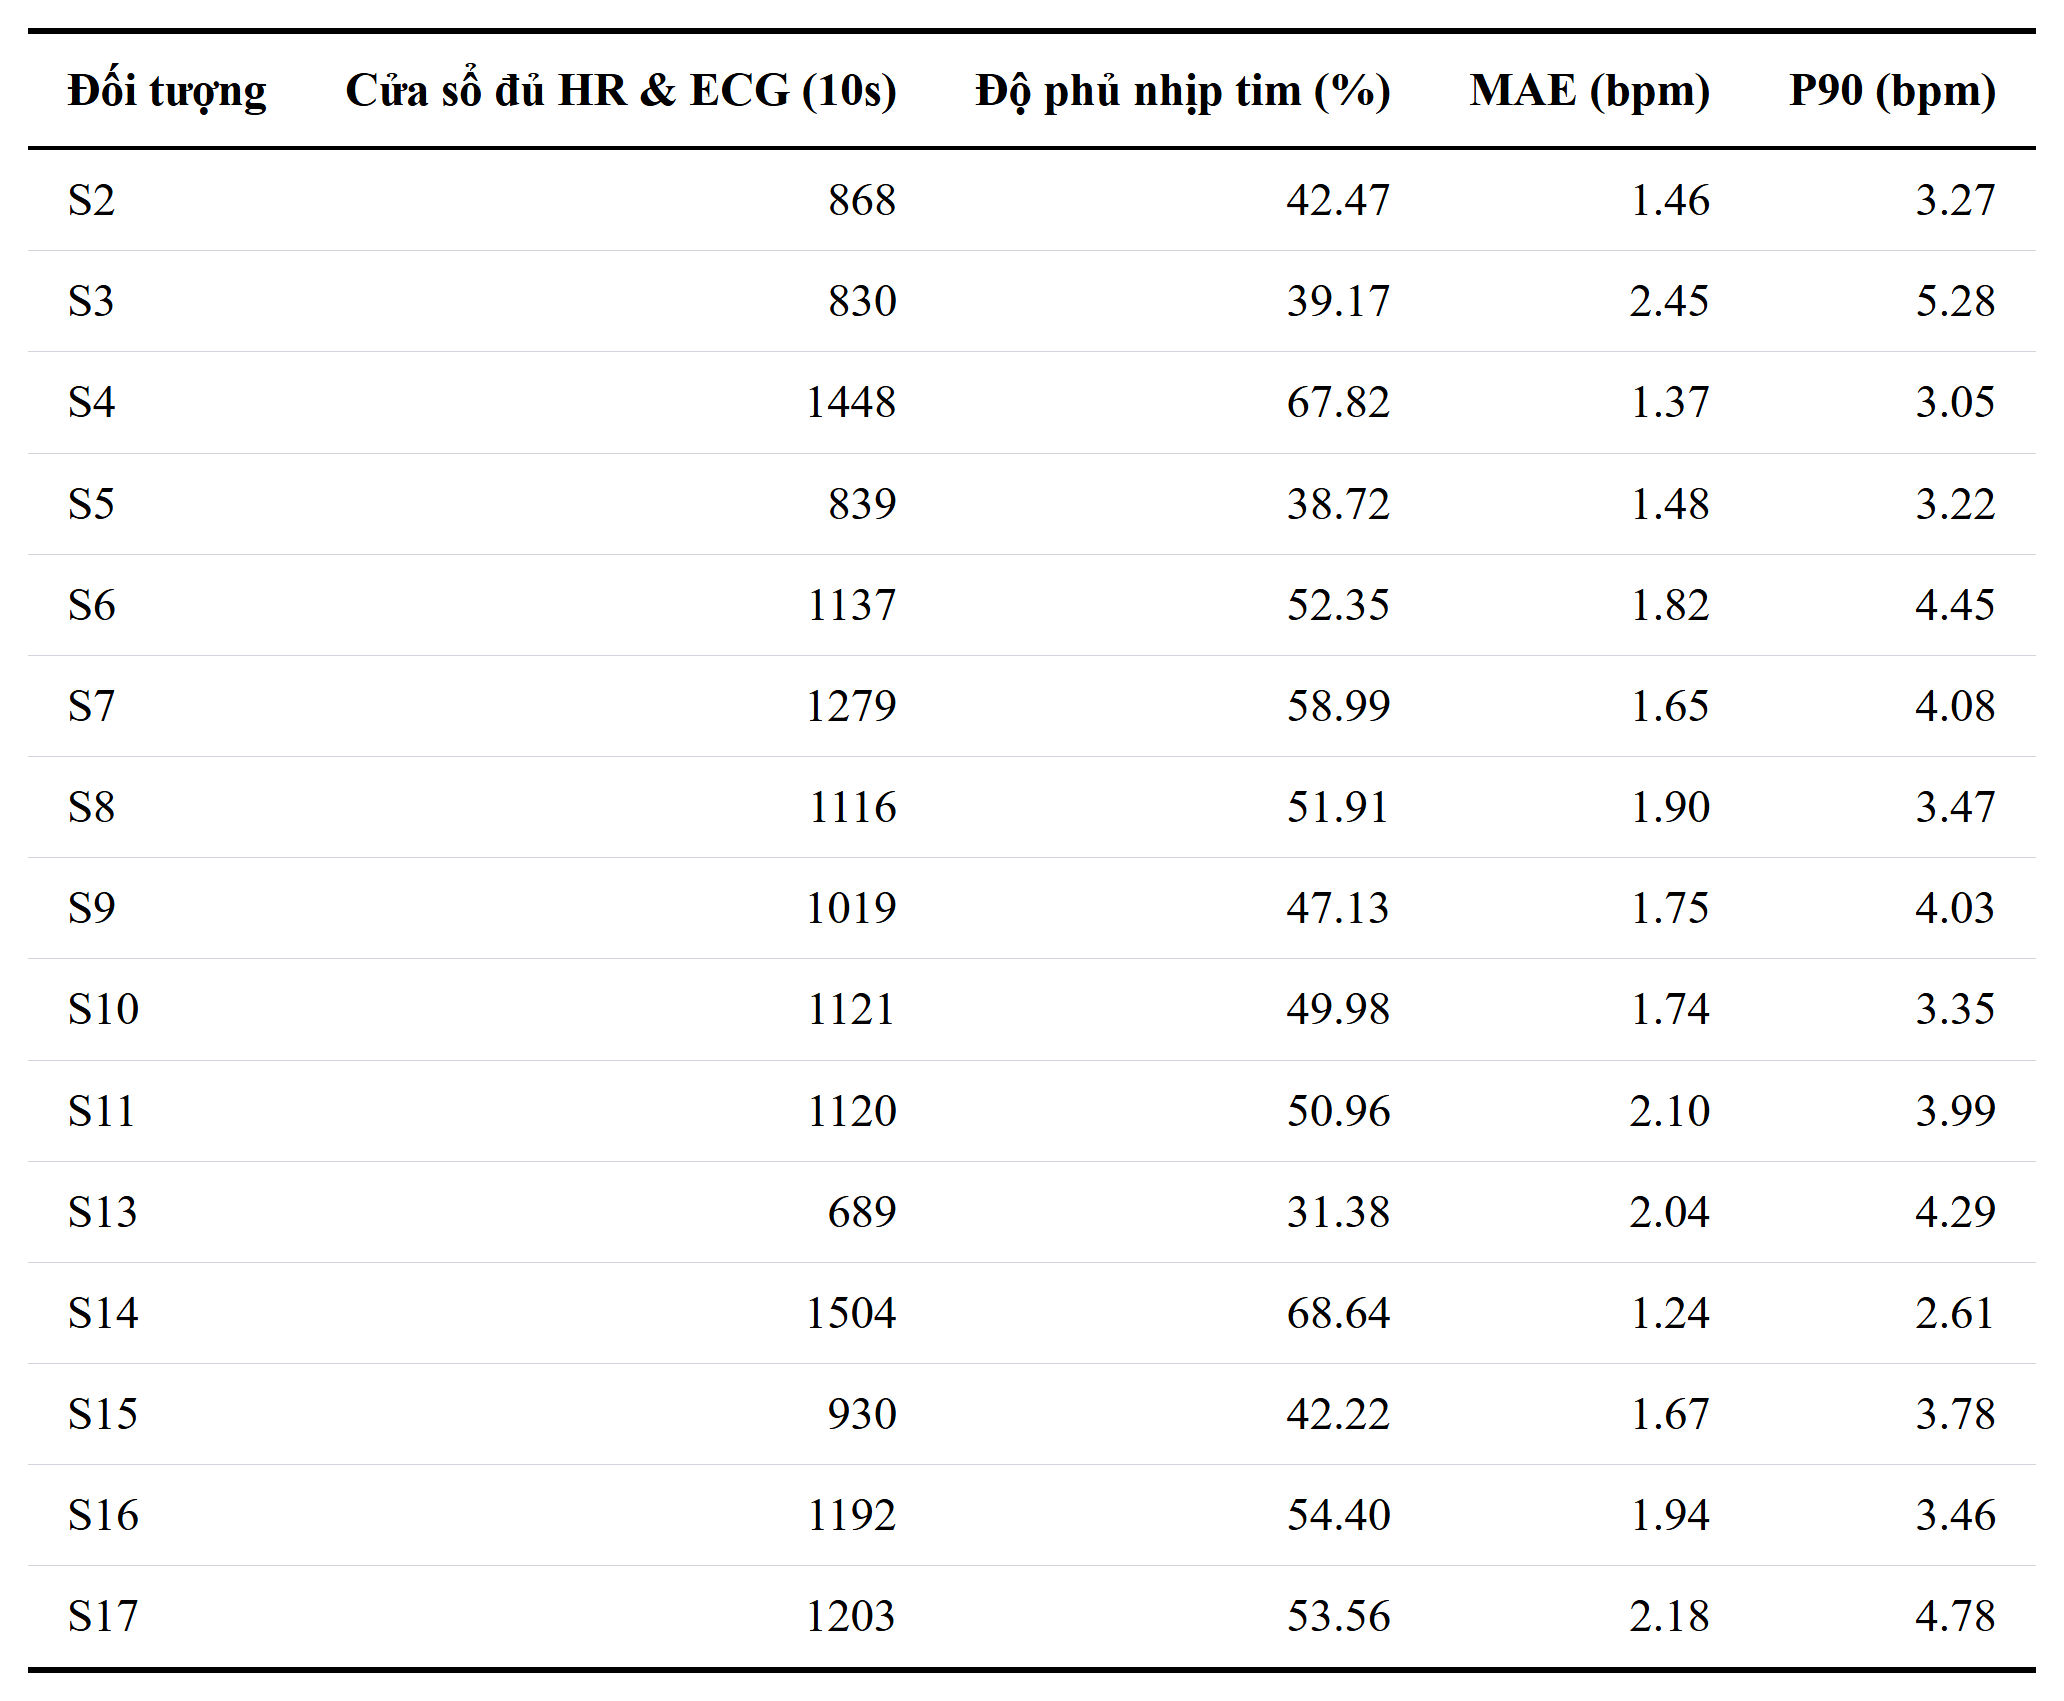 Đối tượng Cửa sổ đủ HR & ECG (10s) Độ phủ nhịp tim (%) MAE (bpm) P90 (bpm)
S2 868 42.47 1.46 3.27
S3 830 39.17 2.45 5.28
S4 1448 67.82 1.37 3.05
S5 839 38.72 1.48 3.22
S6 1137 52.35 1.82 4.45
S7 1279 58.99 1.65 4.08
S8 1116 51.91 1.90 3.47
S9 1019 47.13 1.75 4.03
S10 1121 49.98 1.74 3.35
S11 1120 50.96 2.10 3.99
S13 689 31.38 2.04 4.29
S14 1504 68.64 1.24 2.61
S15 930 42.22 1.67 3.78
S16 1192 54.40 1.94 3.46
S17 1203 53.56 2.18 4.78